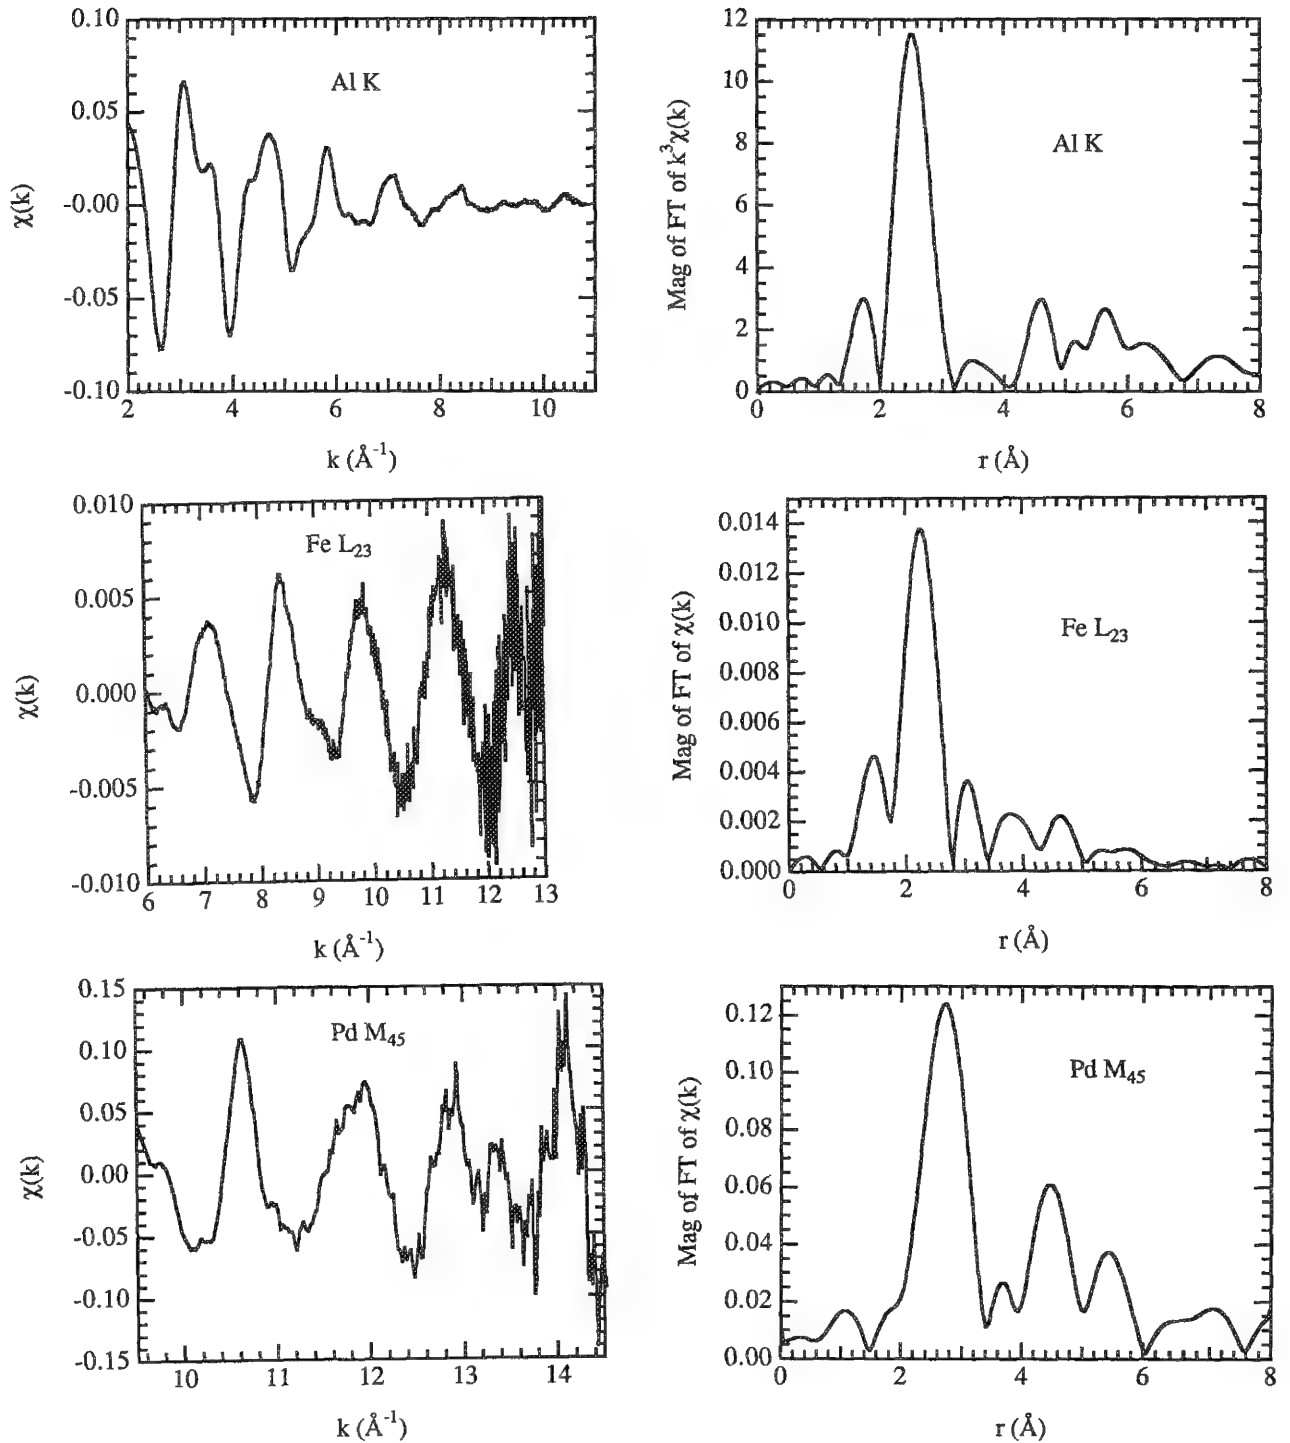 0.10
0.05
-0.00
-0.05
-0.10
χ(k)
Al K
2 4 6 8 10
k (Å⁻¹)
12
10
8
6
4
2
0
Mag of FT of k³χ(k)
Al K
0 2 4 6 8
r (Å)
0.010
0.005
0.000
-0.005
-0.010
χ(k)
Fe L₂₃
6 7 8 9 10 11 12 13
k (Å⁻¹)
0.014
0.012
0.010
0.008
0.006
0.004
0.002
0.000
Mag of FT of χ(k)
Fe L₂₃
0 2 4 6 8
r (Å)
0.15
0.10
0.05
0.00
-0.05
-0.10
-0.15
χ(k)
Pd M₄₅
10 11 12 13 14
k (Å⁻¹)
0.12
0.10
0.08
0.06
0.04
0.02
0.00
Mag of FT of χ(k)
Pd M₄₅
0 2 4 6 8
r (Å)